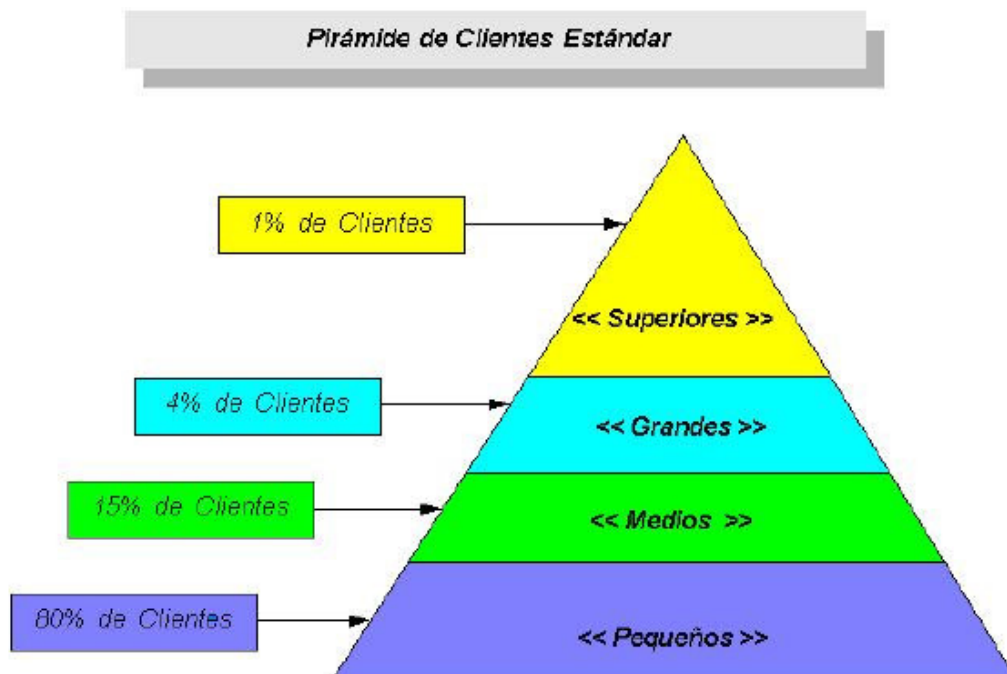 Pirámide de Clientes Estándar
1% de Clientes
<< Superiores >>
4% de Clientes
<< Grandes >>
15% de Clientes
<< Medios >>
80% de Clientes
<< Pequeños >>